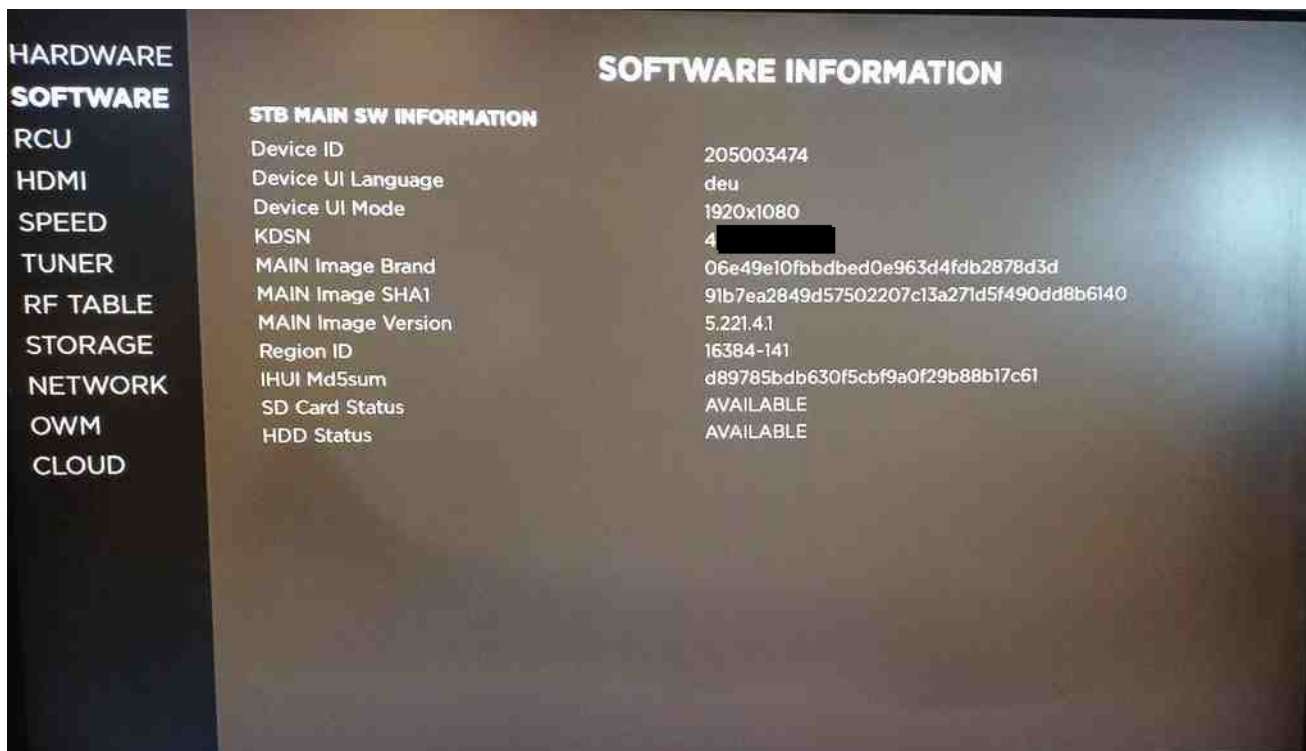 HARDWARE
SOFTWARE
RCU
HDMI
SPEED
TUNER
RF TABLE
STORAGE
NETWORK
OWM
CLOUD
SOFTWARE INFORMATION
STB MAIN SW INFORMATION
Device ID 205003474
Device UI Language deu
Device UI Mode 1920x1080
KDSN 4
MAIN Image Brand 06e49e10fbbdbed0e963d4fdb2878d3d
MAIN Image SHA1 91b7ea2849d57502207c13a271d5f490dd8b6140
MAIN Image Version 5.221.4.1
Region ID 16384-141
IHUI Md5sum d89785bdb630f5cbf9a0f29b88b17c61
SD Card Status AVAILABLE
HDD Status AVAILABLE